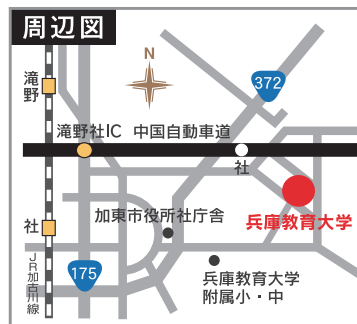 周辺図
N
滝野
372
滝野社IC
中国自動車道
社
兵庫教育大学
社
加東市役所社庁舎
JR加古川線
175
兵庫教育大学
附属小・中